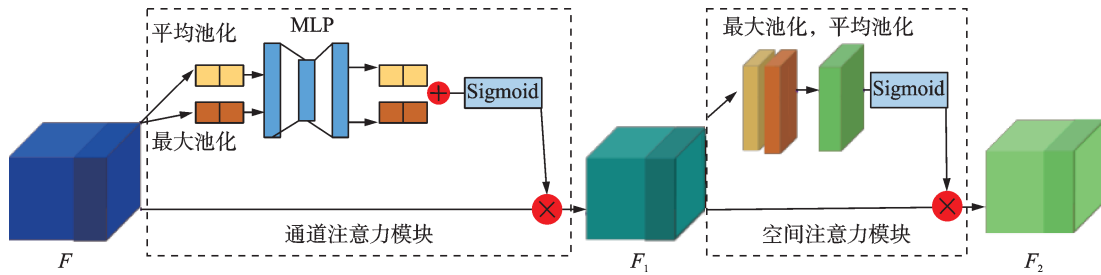 平均池化
MLP
Sigmoid
最大池化
通道注意力模块
F
F₁
最大池化，平均池化
Sigmoid
空间注意力模块
F₂